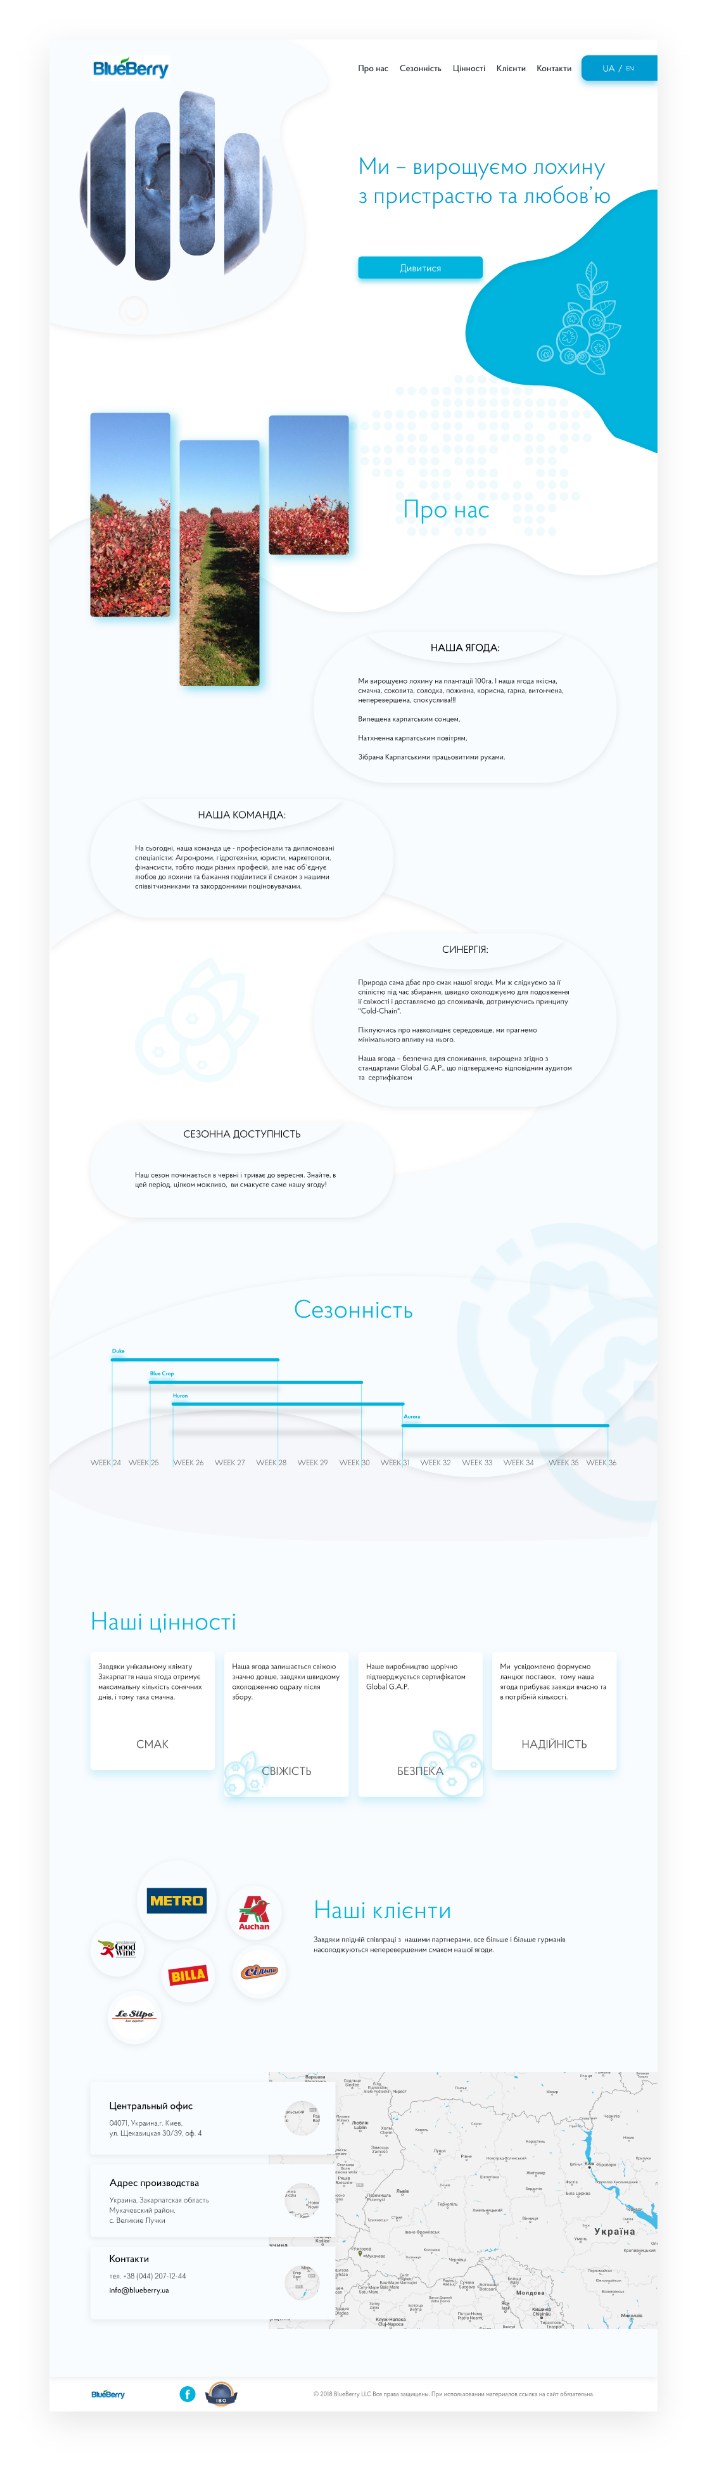 BlueBerry
Про нас Сезонність Цінності Клієнти Контакти UA / EN
Ми – вирощуємо лохину
з пристрастю та любов'ю
Дивитися
Про нас
НАША ЯГОДА:
Ми вирощуємо лохину на плантації 100га. І наша ягода якісна,
смачна, соковита, солодка, поживна, корисна, гарна, витончена,
неперевершена, спокуслива!!!
Випещена карпатським сонцем,
Натхненна карпатським повітрям,
Зібрана Карпатськими працьовитими руками.
НАША КОМАНДА:
На сьогодні, наша команда це - професіонали та дипломовані
спеціалісти: Агрономи, гідротехніки, юристи, маркетологи,
фінансисти, тобто люди різних професій, але нас об`єднує
любов до лохини та бажання поділитися її смаком з нашими
співвітчизниками та закордонними поціновувачами.
СИНЕРГІЯ:
Природа сама дбає про смак нашої ягоди. Ми ж слідкуємо за її
спілістю під час збирання, швидко охолоджуємо для подовження
її свіжості і доставляємо до споживачів, дотримуючись принципу
"Cold-Chain".
Піклуючись про навколишнє середовище, ми прагнемо
мінімального впливу на нього.
Наша ягода – безпечна для споживання, вирощена згідно з
стандартами Global G.A.P., що підтверджено відповідним аудитом
та сертифікатом
СЕЗОННА ДОСТУПНІСТЬ
Наш сезон починається в червні і триває до вересня. Знайте, в
цей період, цілком можливо, ви смакуєте саме нашу ягоду!
Сезонність
Duke
Blue Crop
Huron
Aurora
WEEK 24 WEEK 25 WEEK 26 WEEK 27 WEEK 28 WEEK 29 WEEK 30 WEEK 31 WEEK 32 WEEK 33 WEEK 34 WEEK 35 WEEK 36
Наші цінності
Завдяки унікальному клімату
Закарпаття наша ягода отримує
максимальну кількість сонячних
днів, і тому така смачна.
СМАК
Наша ягода залишається свіжою
значно довше, завдяки швидкому
охолодженню одразу після
збору.
СВІЖІСТЬ
Наше виробництво щорічно
підтверджується сертифікатом
Global G.A.P.
БЕЗПЕКА
Ми усвідомлено формуємо
ланцюг поставок, тому наша
ягода прибуває завжди вчасно та
в потрібній кількості.
НАДІЙНІСТЬ
METRO
Auchan
Good
Wine
BILLA
Le Silpo
Наші клієнти
Завдяки плідній співпраці з нашими партнерами, все більше і більше гурманів
насолоджуються неперевершеним смаком нашої ягоди.
Центральный офис
04071, Украина,г. Киев,
ул. Щекавицкая 30/39. оф. 4
Адрес производства
Украина, Закарпатская область
Мукачевский район,
с. Великие Лучки
Контакти
тел. +38 (044) 207-12-44
info@blueberry.ua
Україна
Молдова
Львів
Київ
BlueBerry
f
ISO
© 2018 BlueBerry LLC Все права защищены. При использовании материалов ссылка на сайт обязательна.